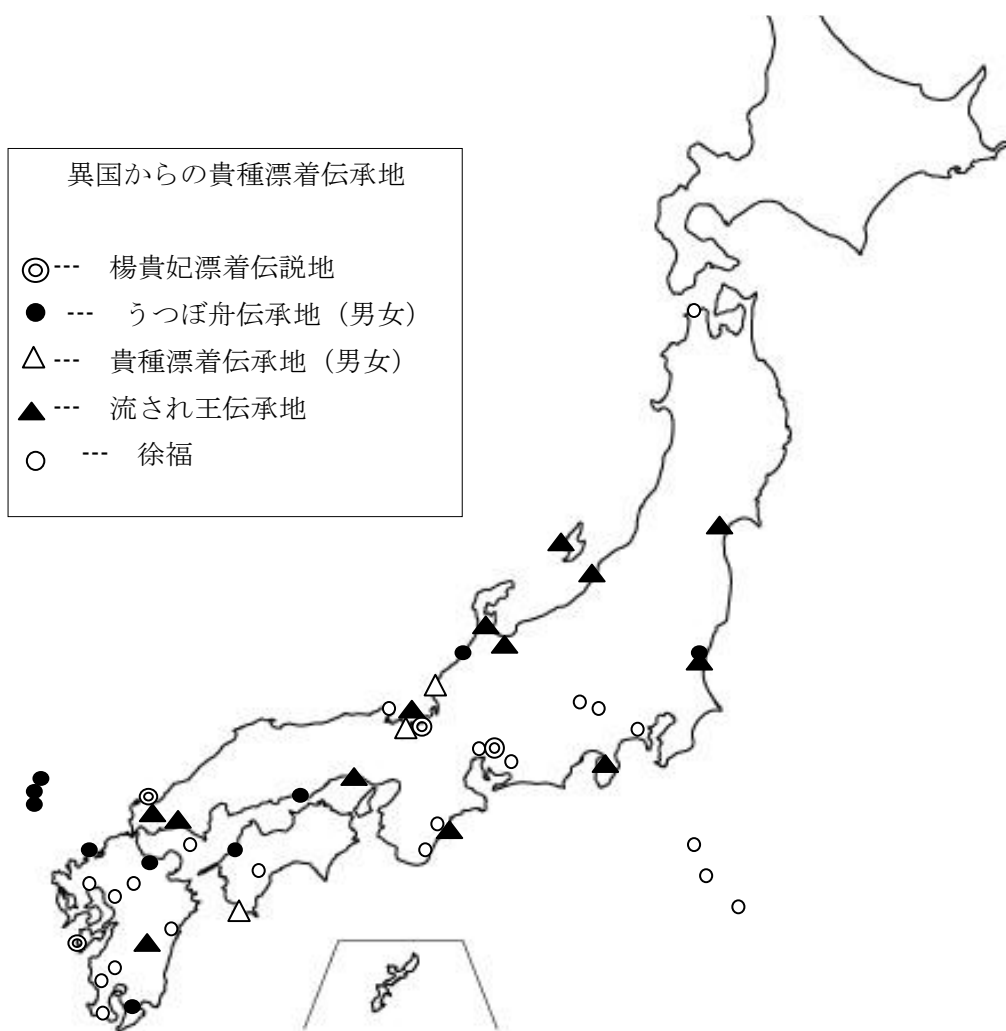 異国からの貴種漂着伝承地
◎--- 楊貴妃漂着伝説地
●--- うつぼ舟伝承地（男女）
△--- 貴種漂着伝承地（男女）
▲--- 流され王伝承地
○ --- 徐福